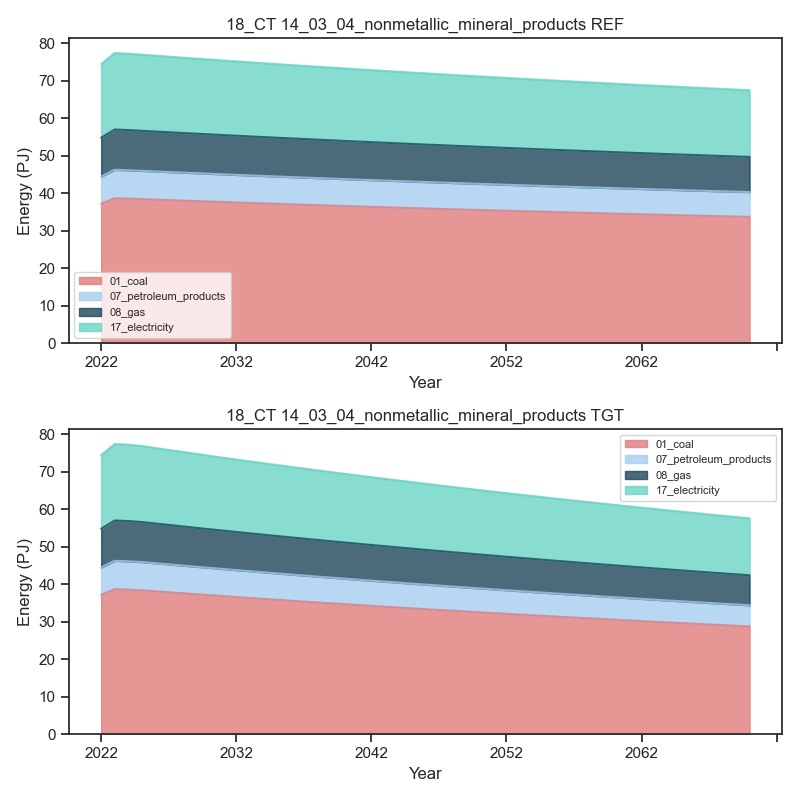 18_CT 14_03_04_nonmetallic_mineral_products REF
80
70
60
50
40
30
20
10
0
Energy (PJ)
01_coal
07_petroleum_products
08_gas
17_electricity
2022 2032 2042 2052 2062
Year
18_CT 14_03_04_nonmetallic_mineral_products TGT
80
70
60
50
40
30
20
10
0
Energy (PJ)
01_coal
07_petroleum_products
08_gas
17_electricity
2022 2032 2042 2052 2062
Year